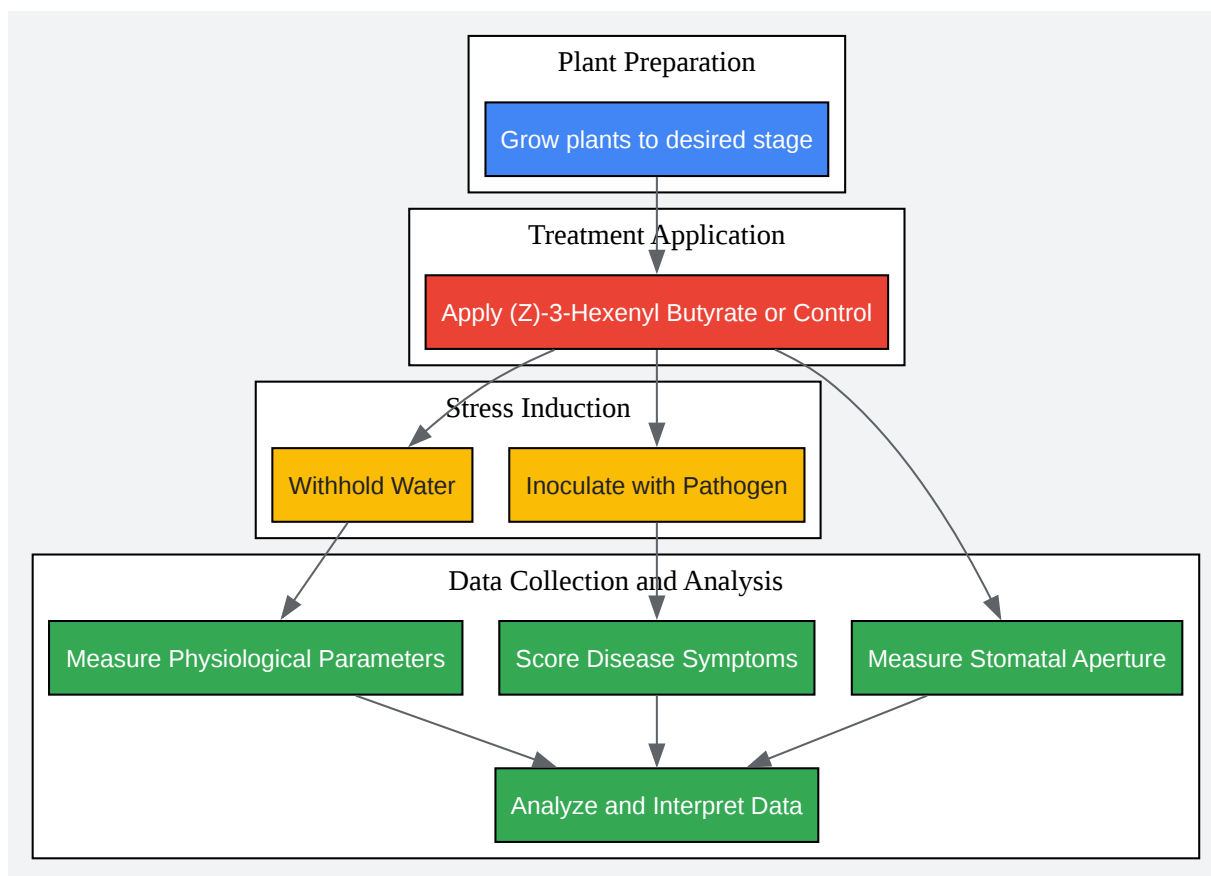 Plant Preparation
Grow plants to desired stage
Treatment Application
Apply (Z)-3-Hexenyl Butyrate or Control
Stress Induction
Withhold Water
Inoculate with Pathogen
Data Collection and Analysis
Measure Physiological Parameters
Score Disease Symptoms
Measure Stomatal Aperture
Analyze and Interpret Data